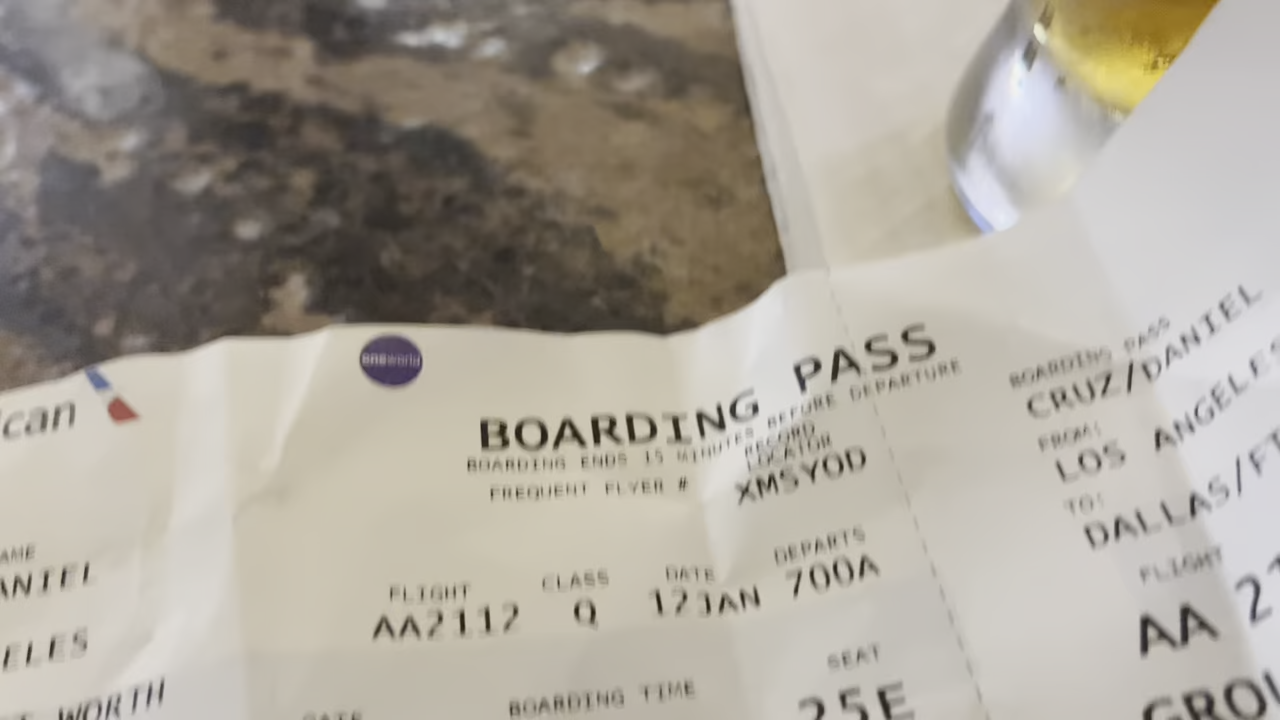 can
oneworld
BOARDING PASS
BOARDING ENDS 15 MINUTES BEFORE DEPARTURE
FREQUENT FLYER #
RECORD
LOCATOR
XMSYOD
AME
ANIEL
ELES
WORTH
FLIGHT CLASS DATE DEPARTS
AA2112 Q 12JAN 700A
BOARDING TIME
SEAT
25E
BOARDING PASS
CRUZ/DANIEL
FROM:
LOS ANGELES
TO:
DALLAS/FT
FLIGHT
AA 21
GROU